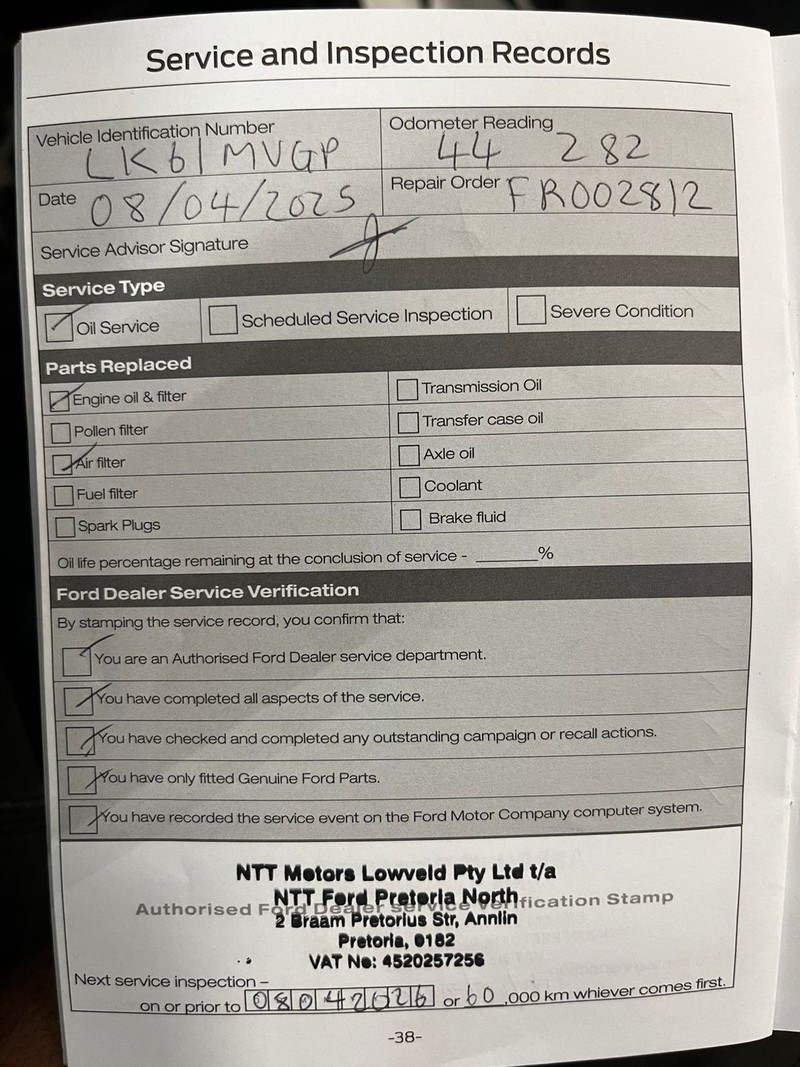 Service and Inspection Records
Vehicle Identification Number
LK61MVGP
Odometer Reading
44 282
Date 08/04/2025
Repair Order FR002812
Service Advisor Signature
Service Type
Oil Service
Scheduled Service Inspection
Severe Condition
Parts Replaced
Engine oil & filter
Transmission Oil
Pollen filter
Transfer case oil
Air filter
Axle oil
Fuel filter
Coolant
Spark Plugs
Brake fluid
Oil life percentage remaining at the conclusion of service - ______%
Ford Dealer Service Verification
By stamping the service record, you confirm that:
You are an Authorised Ford Dealer service department.
You have completed all aspects of the service.
You have checked and completed any outstanding campaign or recall actions.
You have only fitted Genuine Ford Parts.
You have recorded the service event on the Ford Motor Company computer system.
NTT Motors Lowveld Pty Ltd t/a
NTT Ford Pretoria North
Authorised Ford Dealer Service Verification Stamp
2 Braam Pretorius Str, Annlin
Pretoria, 0182
VAT No: 4520257256
Next service inspection –
on or prior to 08042026 or 60 ,000 km whiever comes first.
-38-